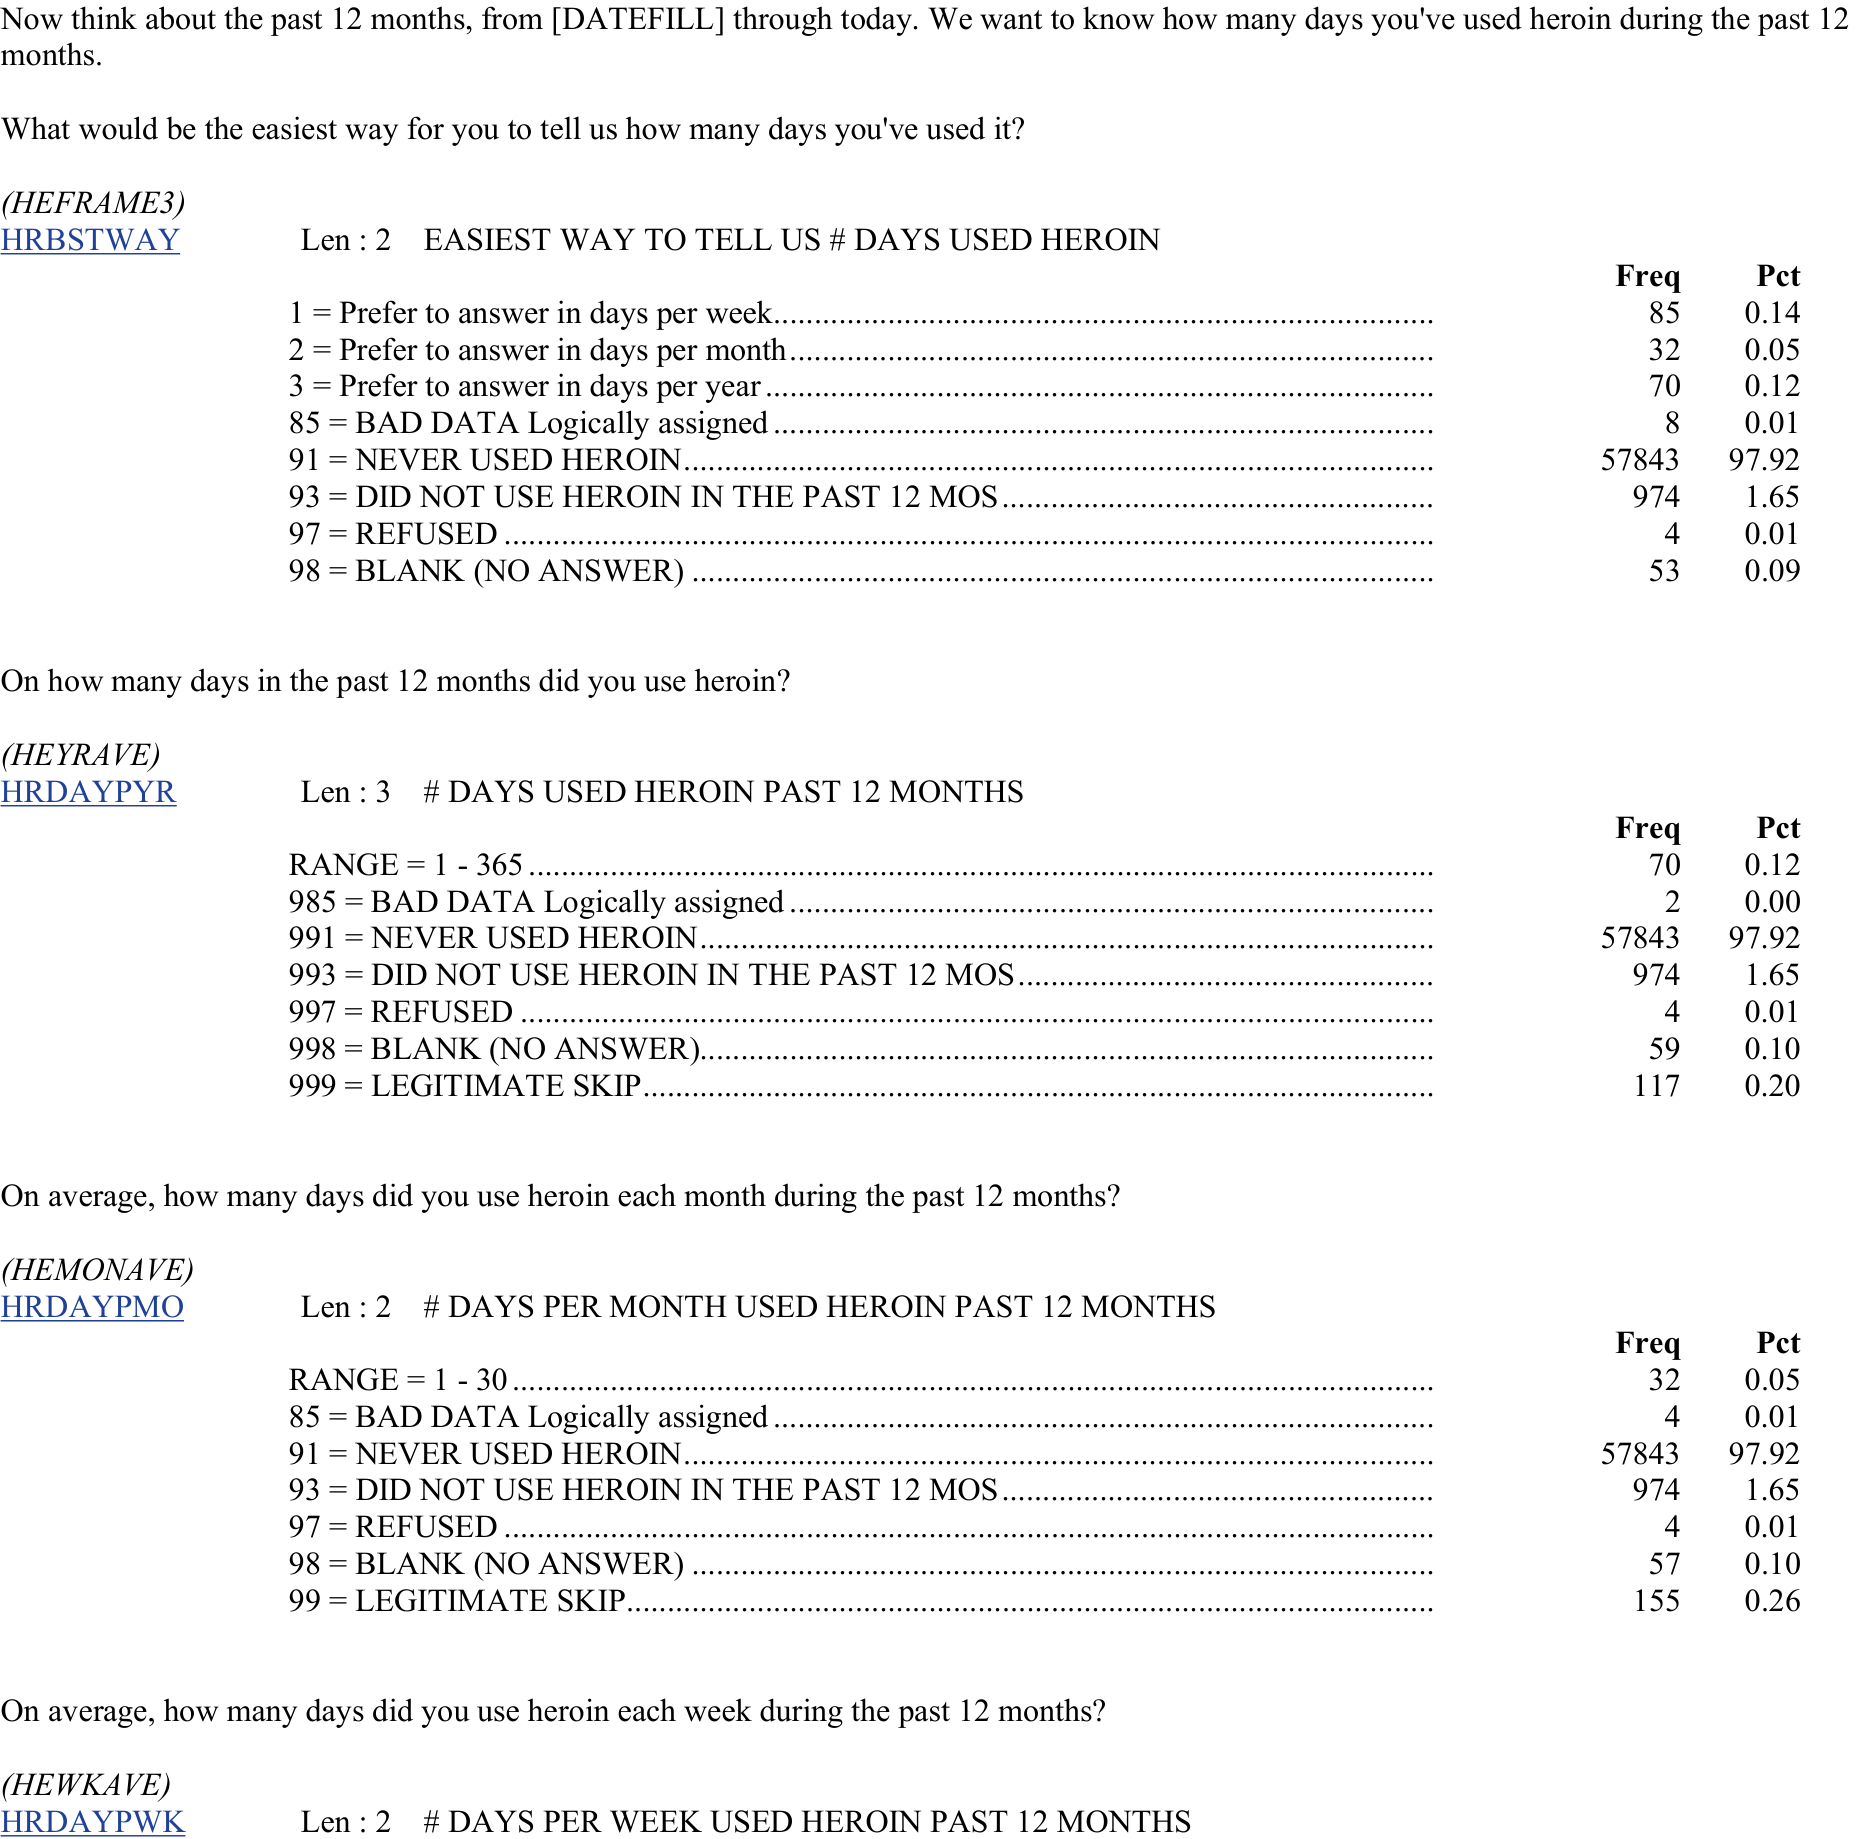 Now think about the past 12 months, from [DATEFILL] through today. We want to know how many days you've used heroin during the past 12
months.
What would be the easiest way for you to tell us how many days you've used it?
(HEFRAME3)
HRBSTWAY Len : 2 EASIEST WAY TO TELL US # DAYS USED HEROIN
Freq Pct
1 = Prefer to answer in days per week 85 0.14
2 = Prefer to answer in days per month 32 0.05
3 = Prefer to answer in days per year 70 0.12
85 = BAD DATA Logically assigned 8 0.01
91 = NEVER USED HEROIN 57843 97.92
93 = DID NOT USE HEROIN IN THE PAST 12 MOS 974 1.65
97 = REFUSED 4 0.01
98 = BLANK (NO ANSWER) 53 0.09
On how many days in the past 12 months did you use heroin?
(HEYRAVE)
HRDAYPYR Len : 3 # DAYS USED HEROIN PAST 12 MONTHS
Freq Pct
RANGE = 1 - 365 70 0.12
985 = BAD DATA Logically assigned 2 0.00
991 = NEVER USED HEROIN 57843 97.92
993 = DID NOT USE HEROIN IN THE PAST 12 MOS 974 1.65
997 = REFUSED 4 0.01
998 = BLANK (NO ANSWER) 59 0.10
999 = LEGITIMATE SKIP 117 0.20
On average, how many days did you use heroin each month during the past 12 months?
(HEMONAVE)
HRDAYPMO Len : 2 # DAYS PER MONTH USED HEROIN PAST 12 MONTHS
Freq Pct
RANGE = 1 - 30 32 0.05
85 = BAD DATA Logically assigned 4 0.01
91 = NEVER USED HEROIN 57843 97.92
93 = DID NOT USE HEROIN IN THE PAST 12 MOS 974 1.65
97 = REFUSED 4 0.01
98 = BLANK (NO ANSWER) 57 0.10
99 = LEGITIMATE SKIP 155 0.26
On average, how many days did you use heroin each week during the past 12 months?
(HEWKAVE)
HRDAYPWK Len : 2 # DAYS PER WEEK USED HEROIN PAST 12 MONTHS